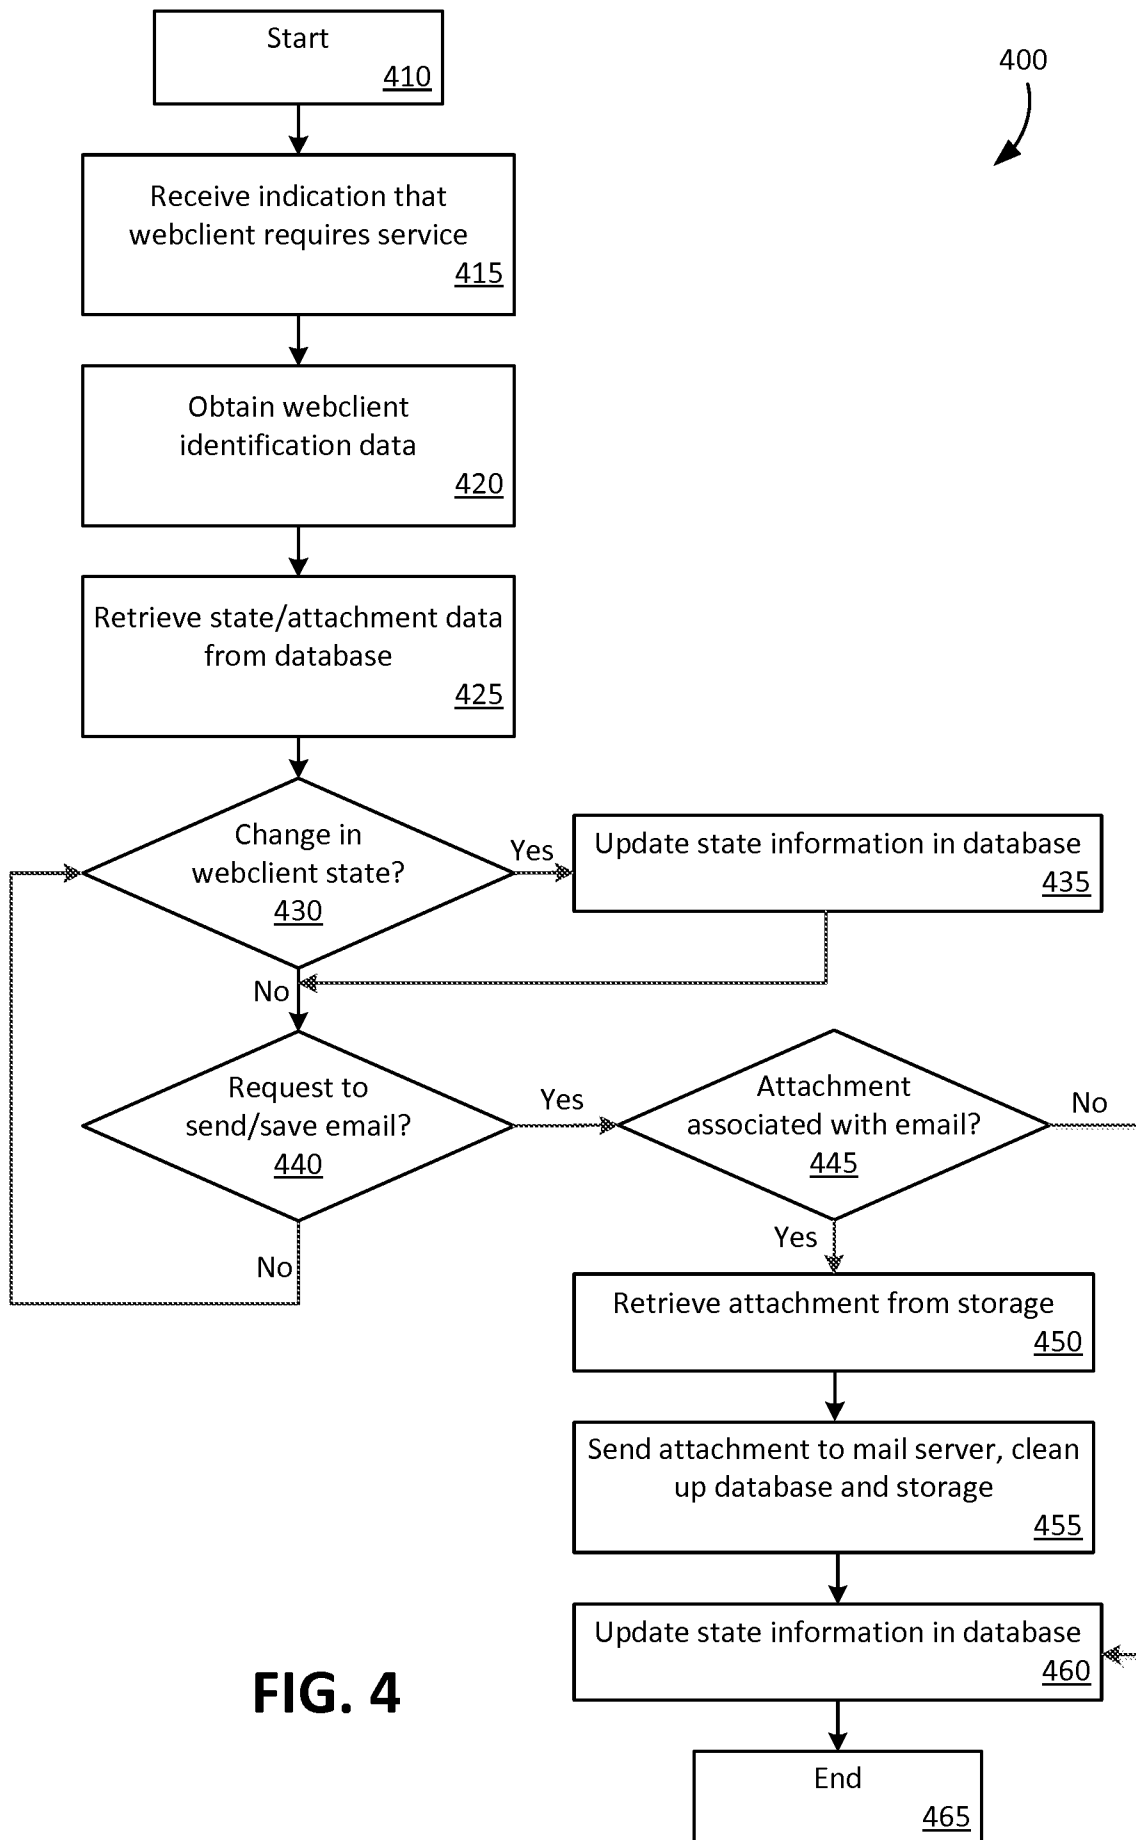 Start
410
400
Receive indication that
webclient requires service
415
Obtain webclient
identification data
420
Retrieve state/attachment data
from database
425
Change in
webclient state?
430
Yes
Update state information in database
435
No
Request to
send/save email?
440
Yes
Attachment
associated with email?
445
No
Yes
No
Retrieve attachment from storage
450
Send attachment to mail server, clean
up database and storage
455
Update state information in database
460
FIG. 4
End
465